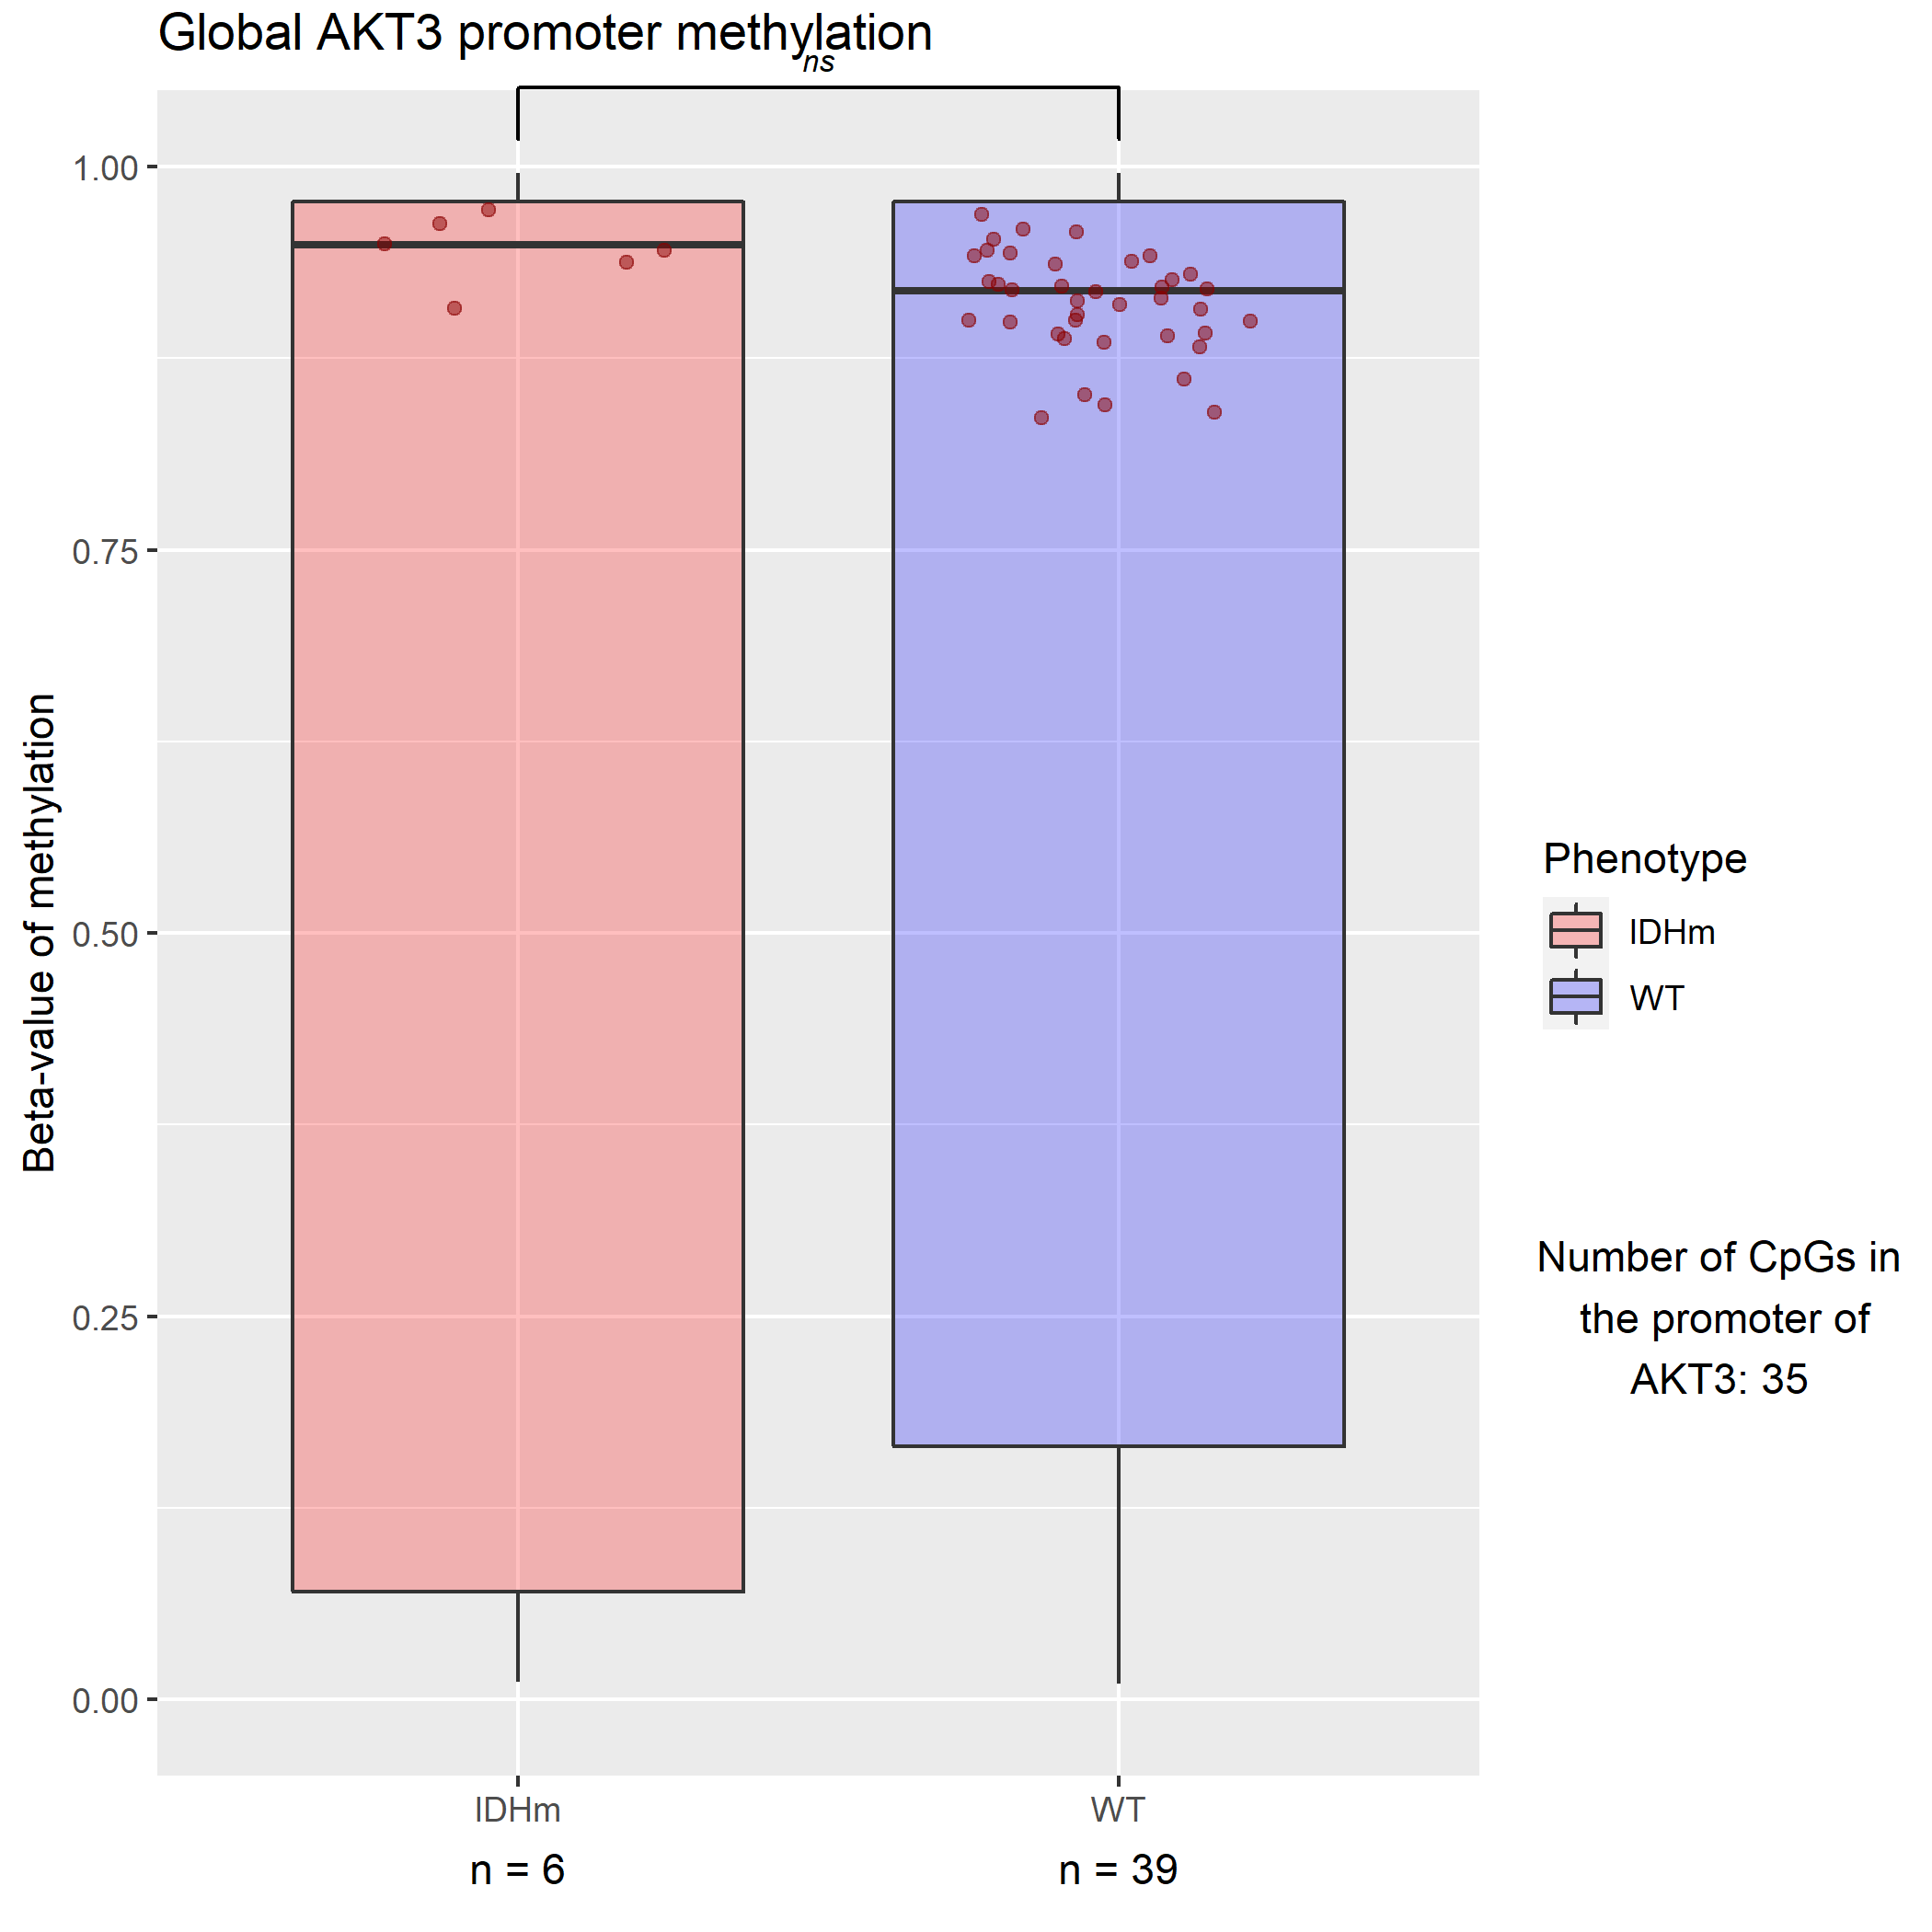 Global AKT3 promoter methylation
ns
1.00
0.75
0.50
0.25
0.00
Beta-value of methylation
IDHm
WT
n = 6
n = 39
Phenotype
IDHm
WT
Number of CpGs in
the promoter of
AKT3: 35